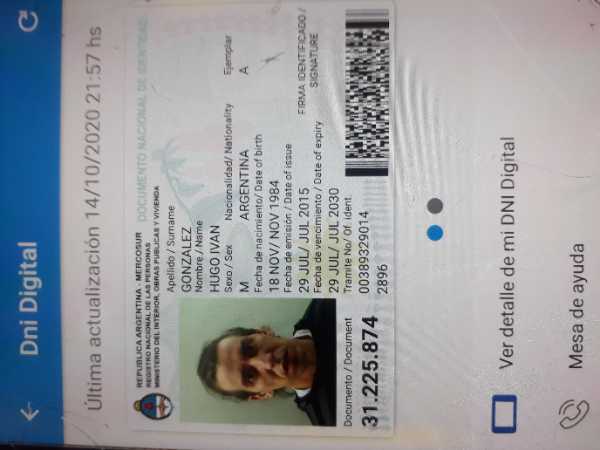 Dni Digital
Última actualización 14/10/2020 21:57 hs
REPUBLICA ARGENTINA - MERCOSUR
REGISTRO NACIONAL DE LAS PERSONAS
MINISTERIO DEL INTERIOR, OBRAS PUBLICAS Y VIVIENDA
DOCUMENTO NACIONAL DE IDENTIDAD
Apellido / Surname
GONZALEZ
Nombre / Name
HUGO IVAN
Sexo / Sex Nacionalidad/ Nationality Ejemplar
M ARGENTINA A
Fecha de nacimiento/ Date of birth
18 NOV/ NOV 1984
Fecha de emisión / Date of issue
29 JUL/ JUL 2015
FIRMA IDENTIFICADO /
SIGNATURE
Fecha de vencimiento / Date of expiry
29 JUL/ JUL 2030
Documento / Document
31.225.874
Tramite No/ Of. ident.
00389329014
2896
Ver detalle de mi DNI Digital
Mesa de ayuda